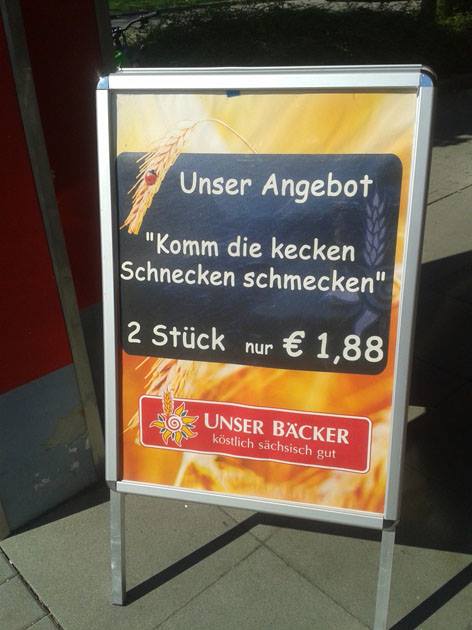 Unser Angebot
"Komm die kecken
Schnecken schmecken"
2 Stück nur € 1,88
UNSER BÄCKER
köstlich sächsisch gut